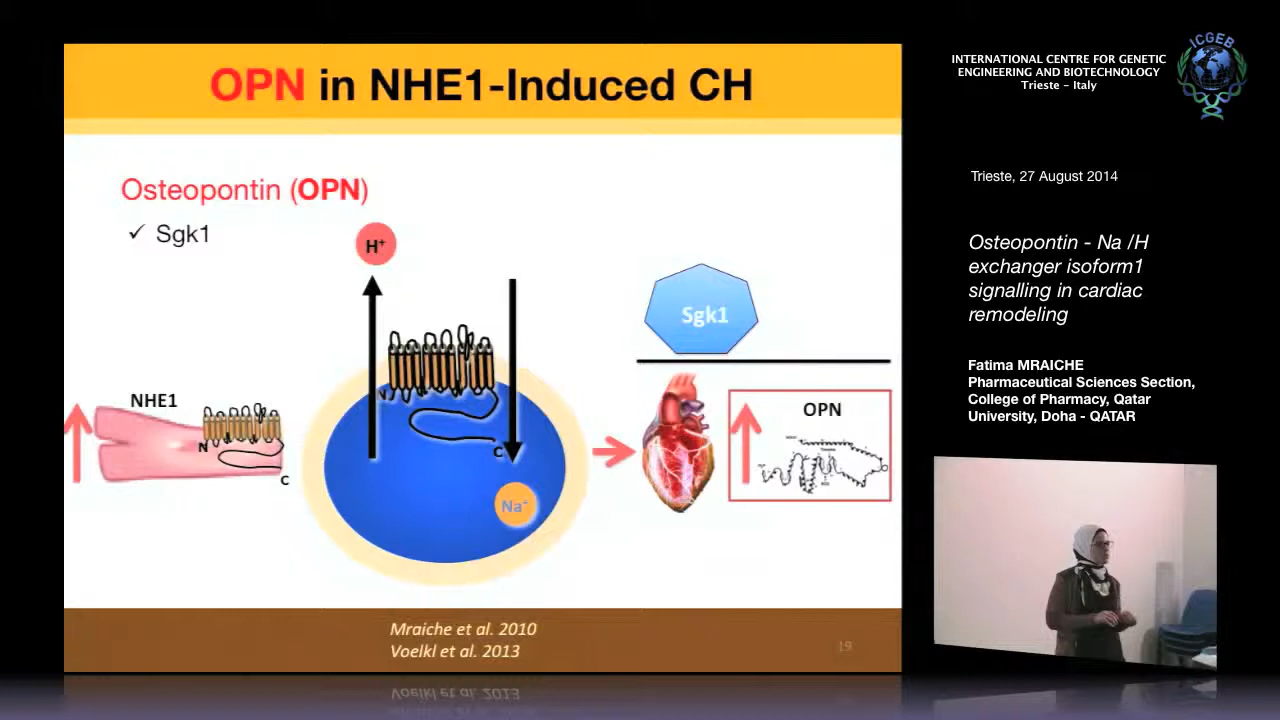 OPN in NHE1-Induced CH
Osteopontin (OPN)
✓ Sgk1
H+
N
C
Na+
NHE1
N
C
Sgk1
OPN
Mraiche et al. 2010
Voelkl et al. 2013
19
INTERNATIONAL CENTRE FOR GENETIC
ENGINEERING AND BIOTECHNOLOGY
Trieste - Italy
ICGEB
Trieste, 27 August 2014
Osteopontin - Na /H
exchanger isoform1
signalling in cardiac
remodeling
Fatima MRAICHE
Pharmaceutical Sciences Section,
College of Pharmacy, Qatar
University, Doha - QATAR